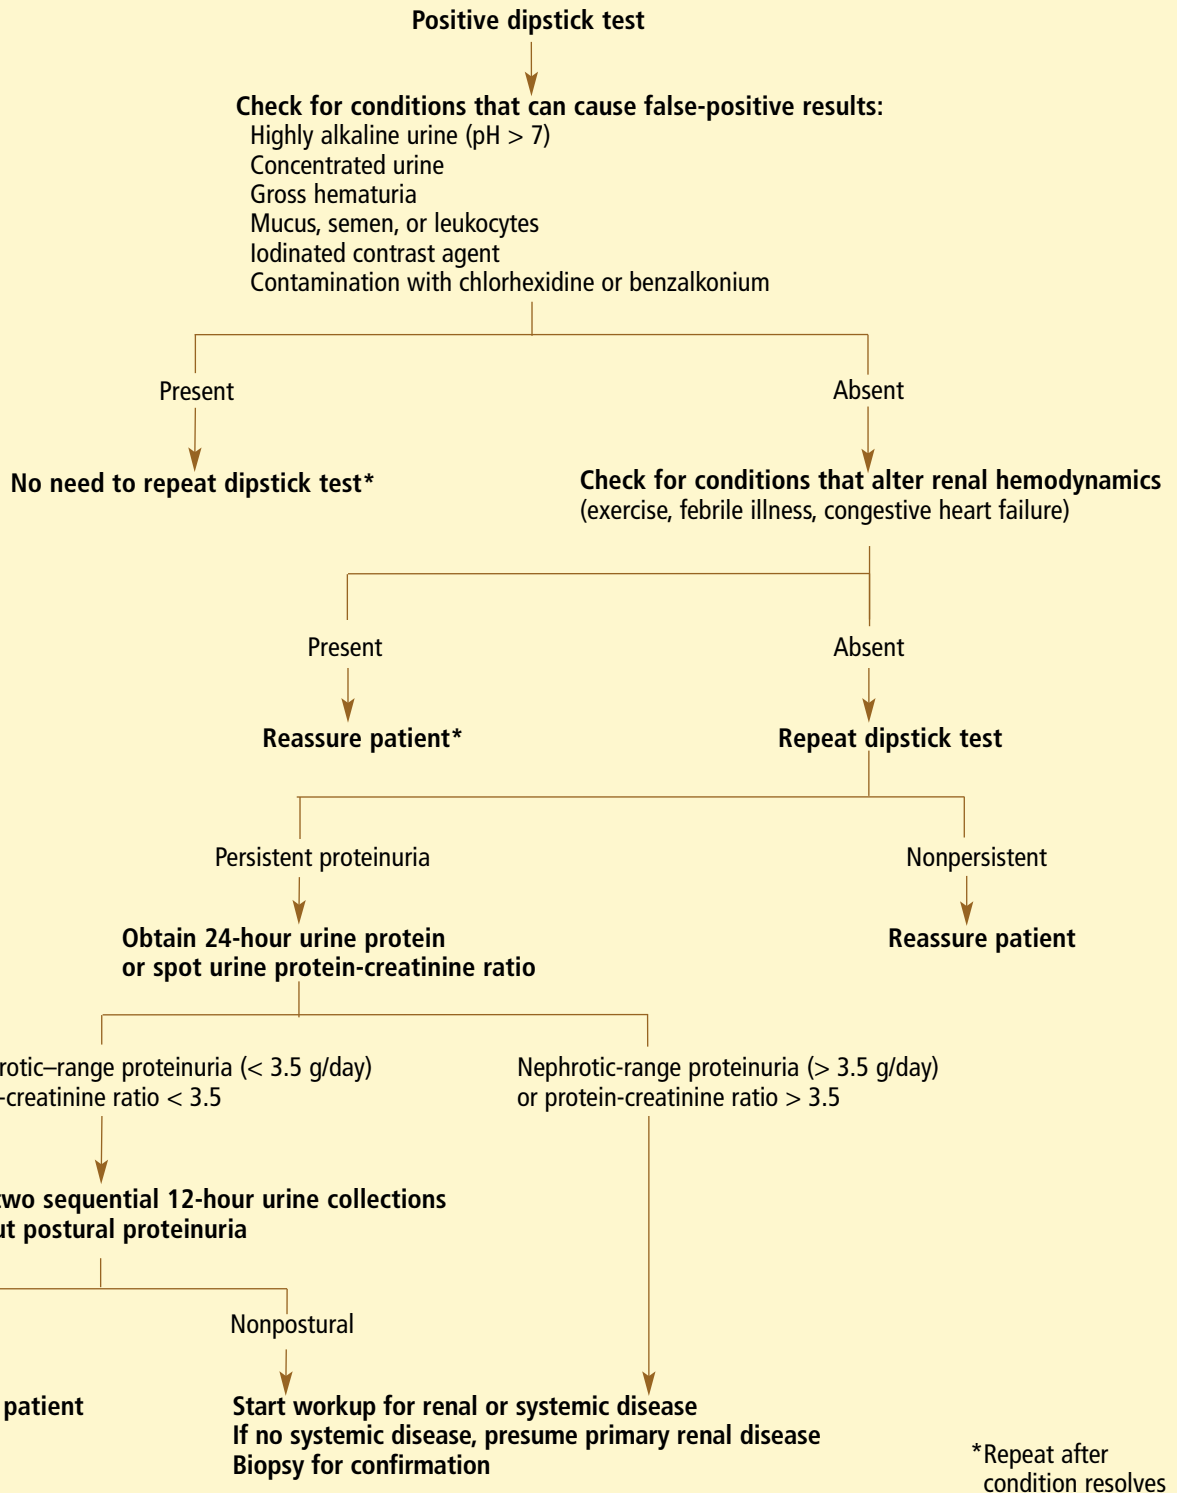 Positive dipstick test
Check for conditions that can cause false-positive results:
Highly alkaline urine (pH > 7)
Concentrated urine
Gross hematuria
Mucus, semen, or leukocytes
Iodinated contrast agent
Contamination with chlorhexidine or benzalkonium
Present
Absent
No need to repeat dipstick test*
Check for conditions that alter renal hemodynamics
(exercise, febrile illness, congestive heart failure)
Present
Absent
Reassure patient*
Repeat dipstick test
Persistent proteinuria
Nonpersistent
Obtain 24-hour urine protein
or spot urine protein-creatinine ratio
Reassure patient
rotic–range proteinuria (< 3.5 g/day)
-creatinine ratio < 3.5
Nephrotic-range proteinuria (> 3.5 g/day)
or protein-creatinine ratio > 3.5
two sequential 12-hour urine collections
ut postural proteinuria
Nonpostural
patient
Start workup for renal or systemic disease
If no systemic disease, presume primary renal disease
Biopsy for confirmation
*Repeat after
condition resolves